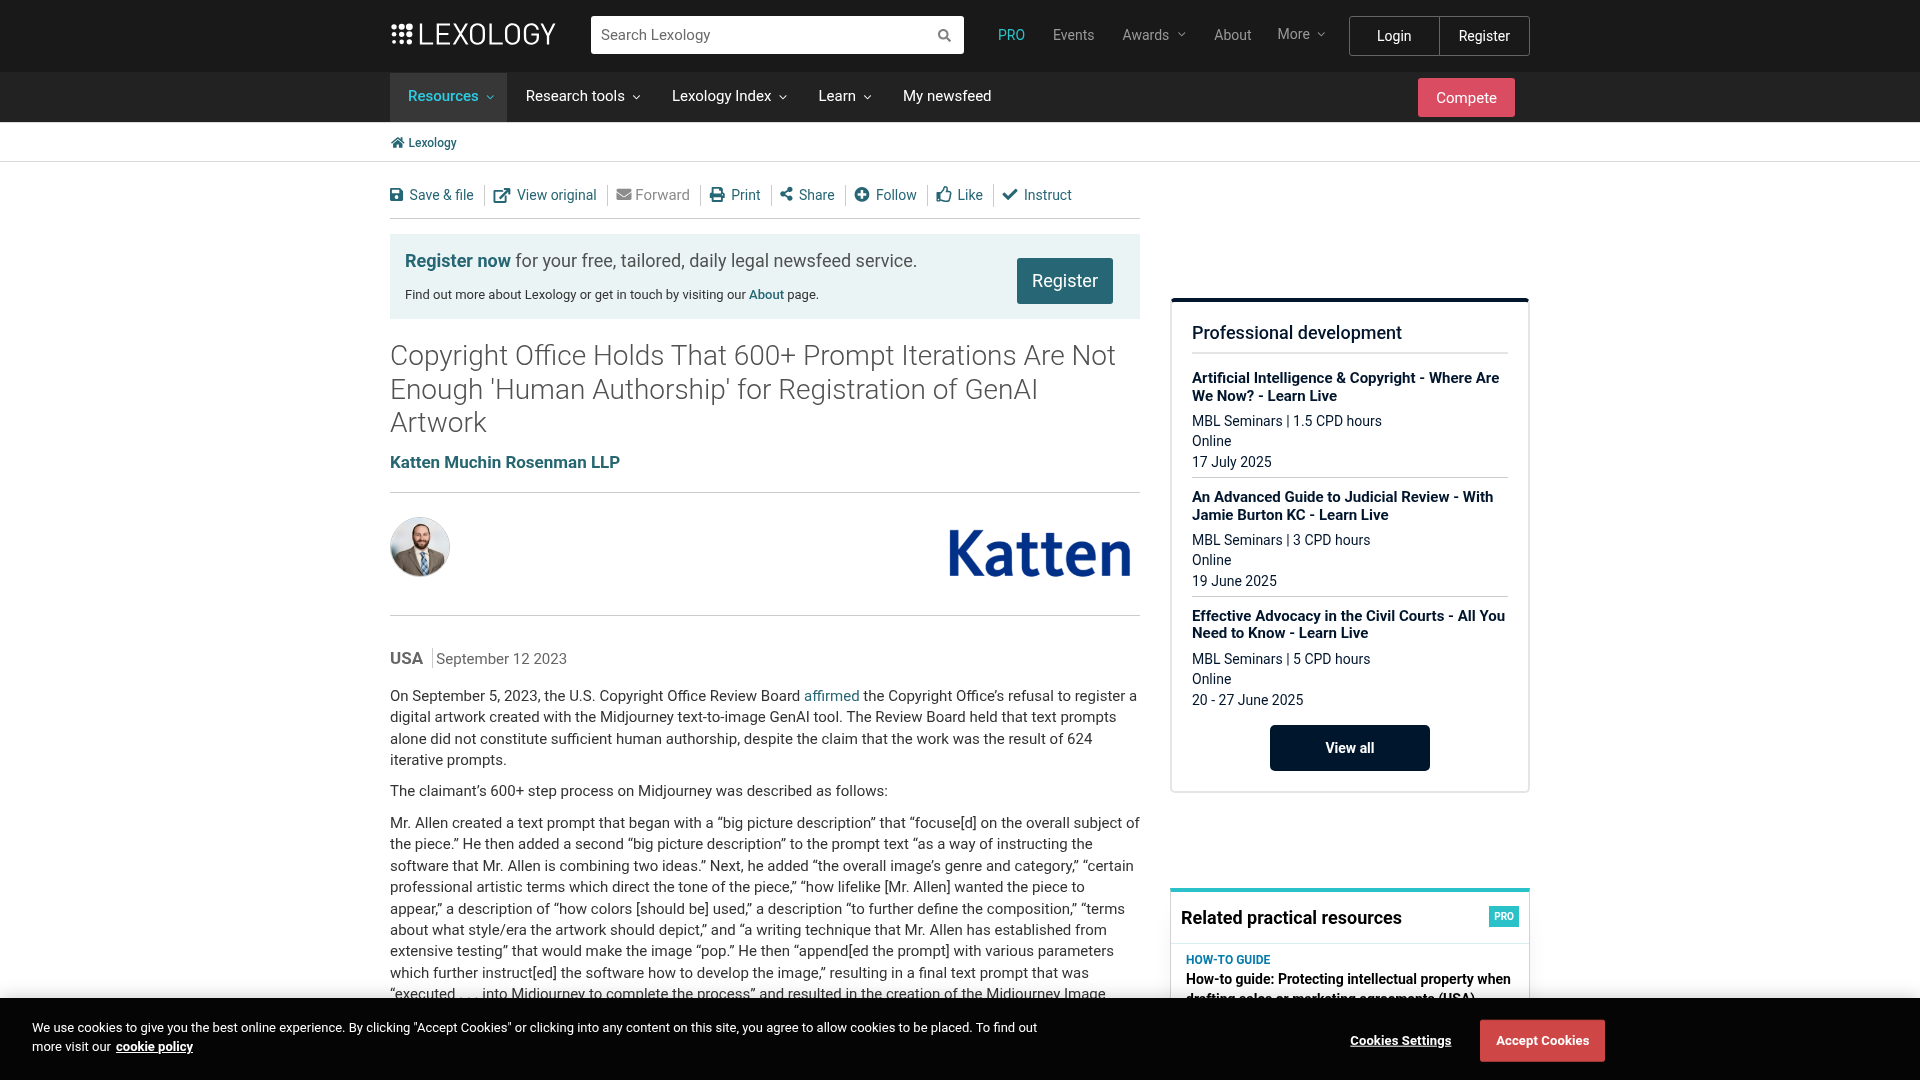 LEXOLOGY
Search Lexology
PRO
Events
Awards
About
More
Login
Register
Resources
Research tools
Lexology Index
Learn
My newsfeed
Compete
Lexology
Save & file
View original
Forward
Print
Share
Follow
Like
Instruct
Register now for your free, tailored, daily legal newsfeed service.
Find out more about Lexology or get in touch by visiting our About page.
Register
Copyright Office Holds That 600+ Prompt Iterations Are Not
Enough 'Human Authorship' for Registration of GenAI
Artwork
Katten Muchin Rosenman LLP
Katten
USA
September 12 2023
On September 5, 2023, the U.S. Copyright Office Review Board affirmed the Copyright Office’s refusal to register a
digital artwork created with the Midjourney text-to-image GenAI tool. The Review Board held that text prompts
alone did not constitute sufficient human authorship, despite the claim that the work was the result of 624
iterative prompts.
The claimant’s 600+ step process on Midjourney was described as follows:
Mr. Allen created a text prompt that began with a “big picture description” that “focuse[d] on the overall subject of
the piece.” He then added a second “big picture description” to the prompt text “as a way of instructing the
software that Mr. Allen is combining two ideas.” Next, he added “the overall image’s genre and category,” “certain
professional artistic terms which direct the tone of the piece,” “how lifelike [Mr. Allen] wanted the piece to
appear,” a description of “how colors [should be] used,” a description “to further define the composition,” “terms
about what style/era the artwork should depict,” and “a writing technique that Mr. Allen has established from
extensive testing” that would make the image “pop.” He then “append[ed the prompt] with various parameters
which further instruct[ed] the software how to develop the image,” resulting in a final text prompt that was
“executed . . . into Midjourney to complete the process” and resulted in the creation of the Midjourney Image
Professional development
Artificial Intelligence & Copyright - Where Are
We Now? - Learn Live
MBL Seminars | 1.5 CPD hours
Online
17 July 2025
An Advanced Guide to Judicial Review - With
Jamie Burton KC - Learn Live
MBL Seminars | 3 CPD hours
Online
19 June 2025
Effective Advocacy in the Civil Courts - All You
Need to Know - Learn Live
MBL Seminars | 5 CPD hours
Online
20 - 27 June 2025
View all
Related practical resources
PRO
HOW-TO GUIDE
How-to guide: Protecting intellectual property when
drafting sales or marketing agreements (USA)
We use cookies to give you the best online experience. By clicking "Accept Cookies" or clicking into any content on this site, you agree to allow cookies to be placed. To find out
more visit our cookie policy
Cookies Settings
Accept Cookies